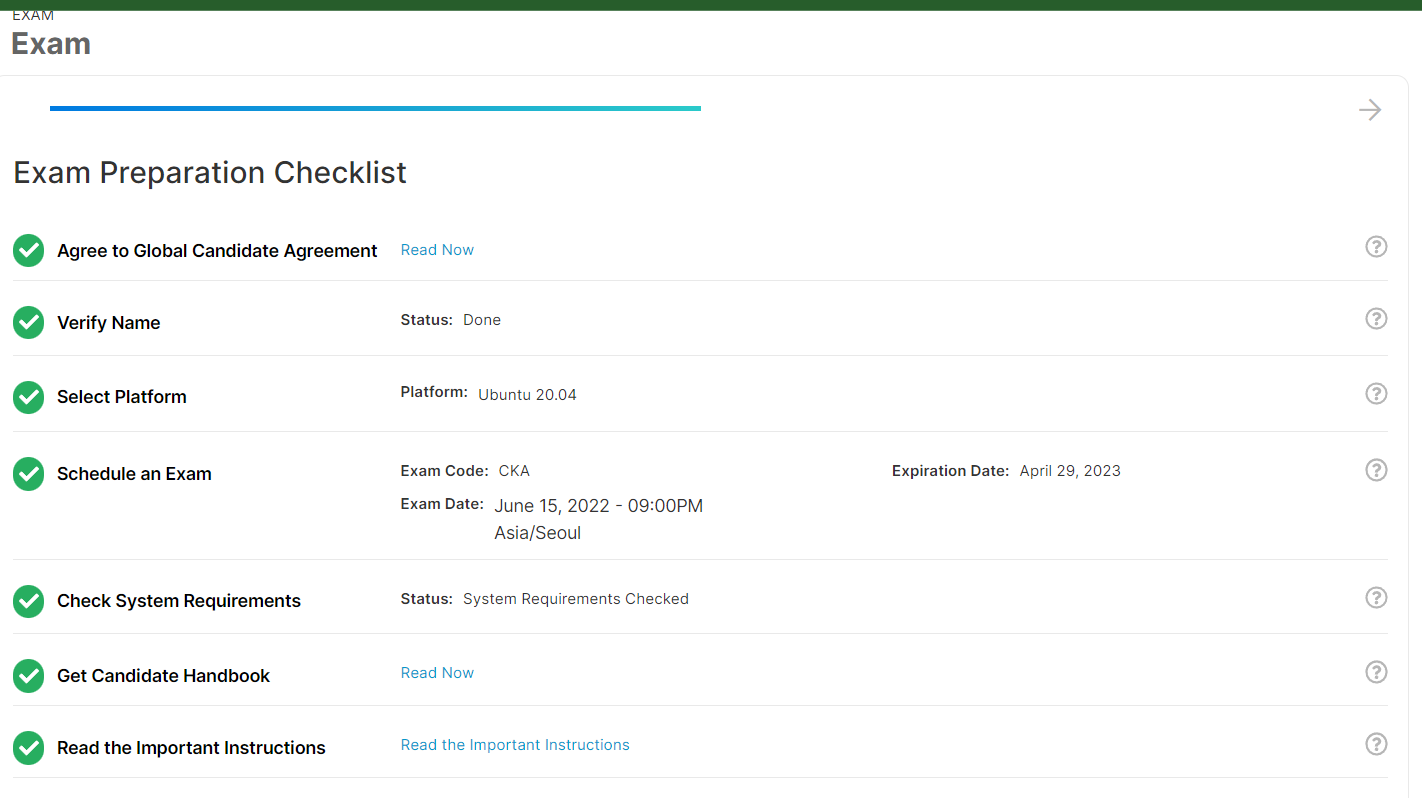 EXAM
Exam
Exam Preparation Checklist
Agree to Global Candidate Agreement Read Now
Verify Name Status: Done
Select Platform Platform: Ubuntu 20.04
Schedule an Exam Exam Code: CKA Expiration Date: April 29, 2023
Exam Date: June 15, 2022 - 09:00PM
Asia/Seoul
Check System Requirements Status: System Requirements Checked
Get Candidate Handbook Read Now
Read the Important Instructions Read the Important Instructions